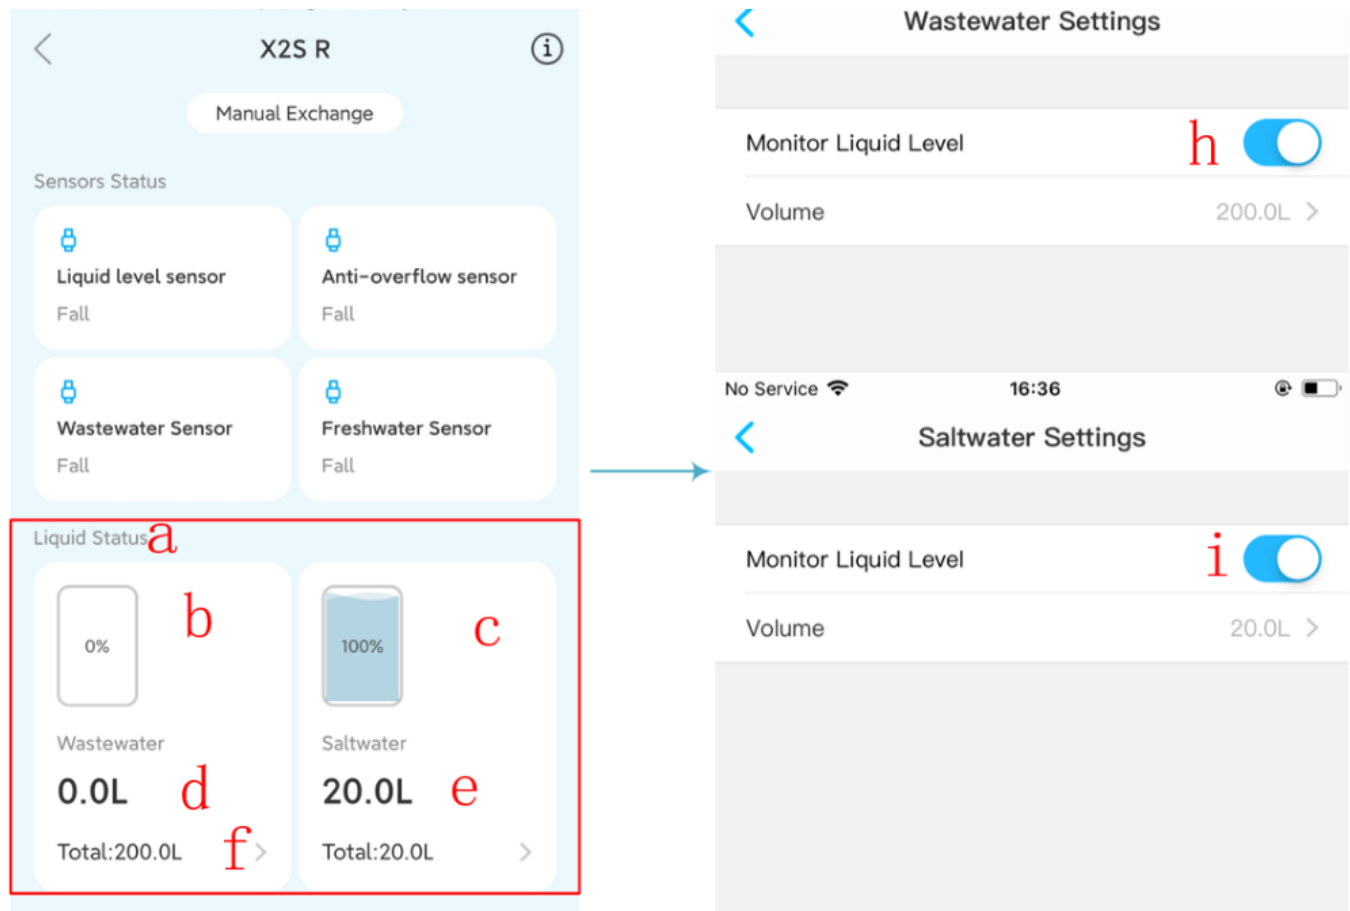 X2S R
Manual Exchange
Sensors Status
Liquid level sensor
Fall
Anti-overflow sensor
Fall
Wastewater Sensor
Fall
Freshwater Sensor
Fall
Liquid Status a
0%
b
Wastewater
0.0L d
Total:200.0L f
100%
c
Saltwater
20.0L e
Total:20.0L
Wastewater Settings
Monitor Liquid Level h
Volume 200.0L
No Service 16:36
Saltwater Settings
Monitor Liquid Level i
Volume 20.0L